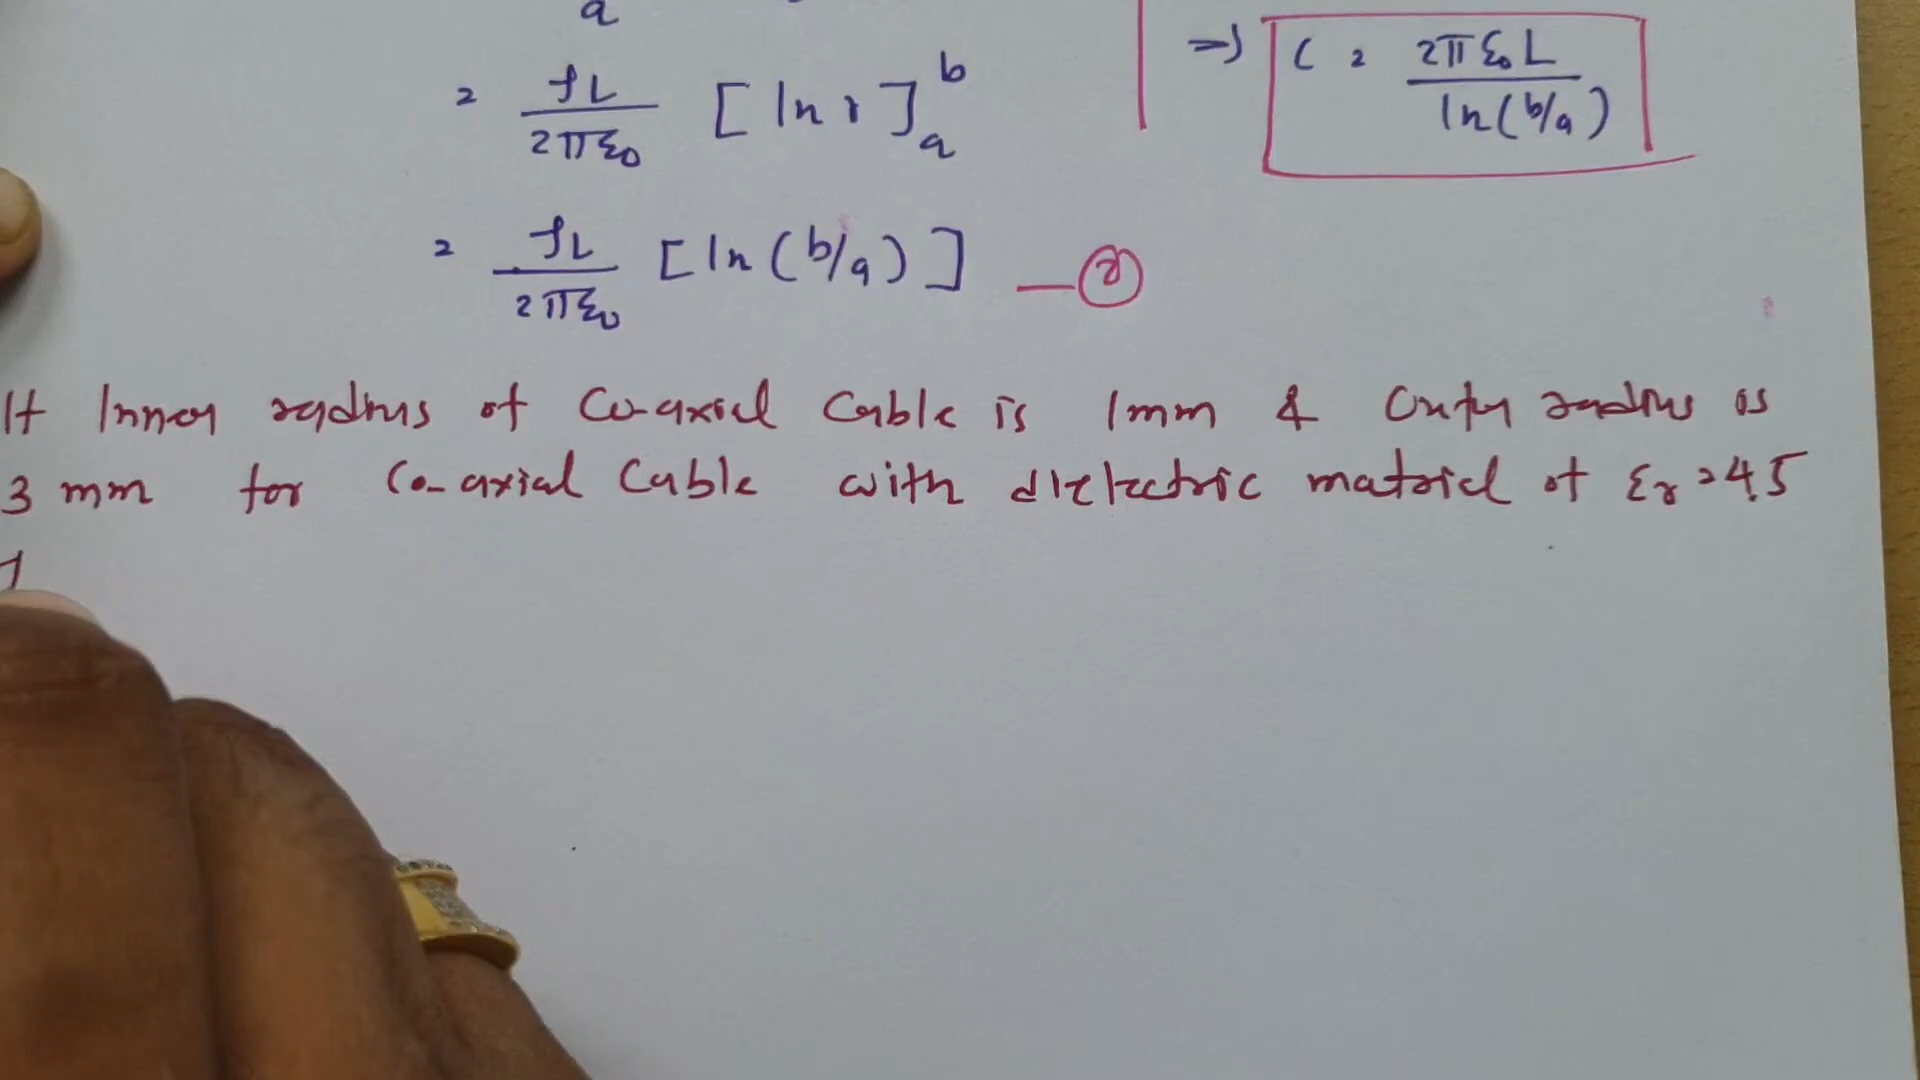 a
= ρL / 2πε0 [ln r]_a^b
⇒ C = 2πε0L / ln(b/a)
= ρL / 2πε0 [ln(b/a)] — ②
If Inner radius of Co-axial Cable is 1mm & Outer radius is
3 mm for Co-axial Cable with dielectric material of εr = 4.5